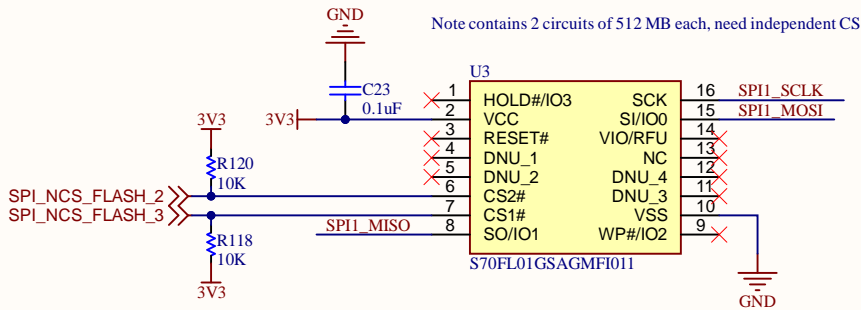 GND
Note contains 2 circuits of 512 MB each, need independent CS
U3
C23
0.1uF
3V3
1 HOLD#/IO3 SCK 16 SPI1_SCLK
2 VCC SI/IO0 15 SPI1_MOSI
3 RESET# VIO/RFU 14
4 DNU_1 NC 13
5 DNU_2 DNU_4 12
6 CS2# DNU_3 11
7 CS1# VSS 10
8 SO/IO1 WP#/IO2 9
3V3
R120
10K
SPI_NCS_FLASH_2
SPI_NCS_FLASH_3
SPI1_MISO
R118
10K
3V3
S70FL01GSAGMFI011
GND